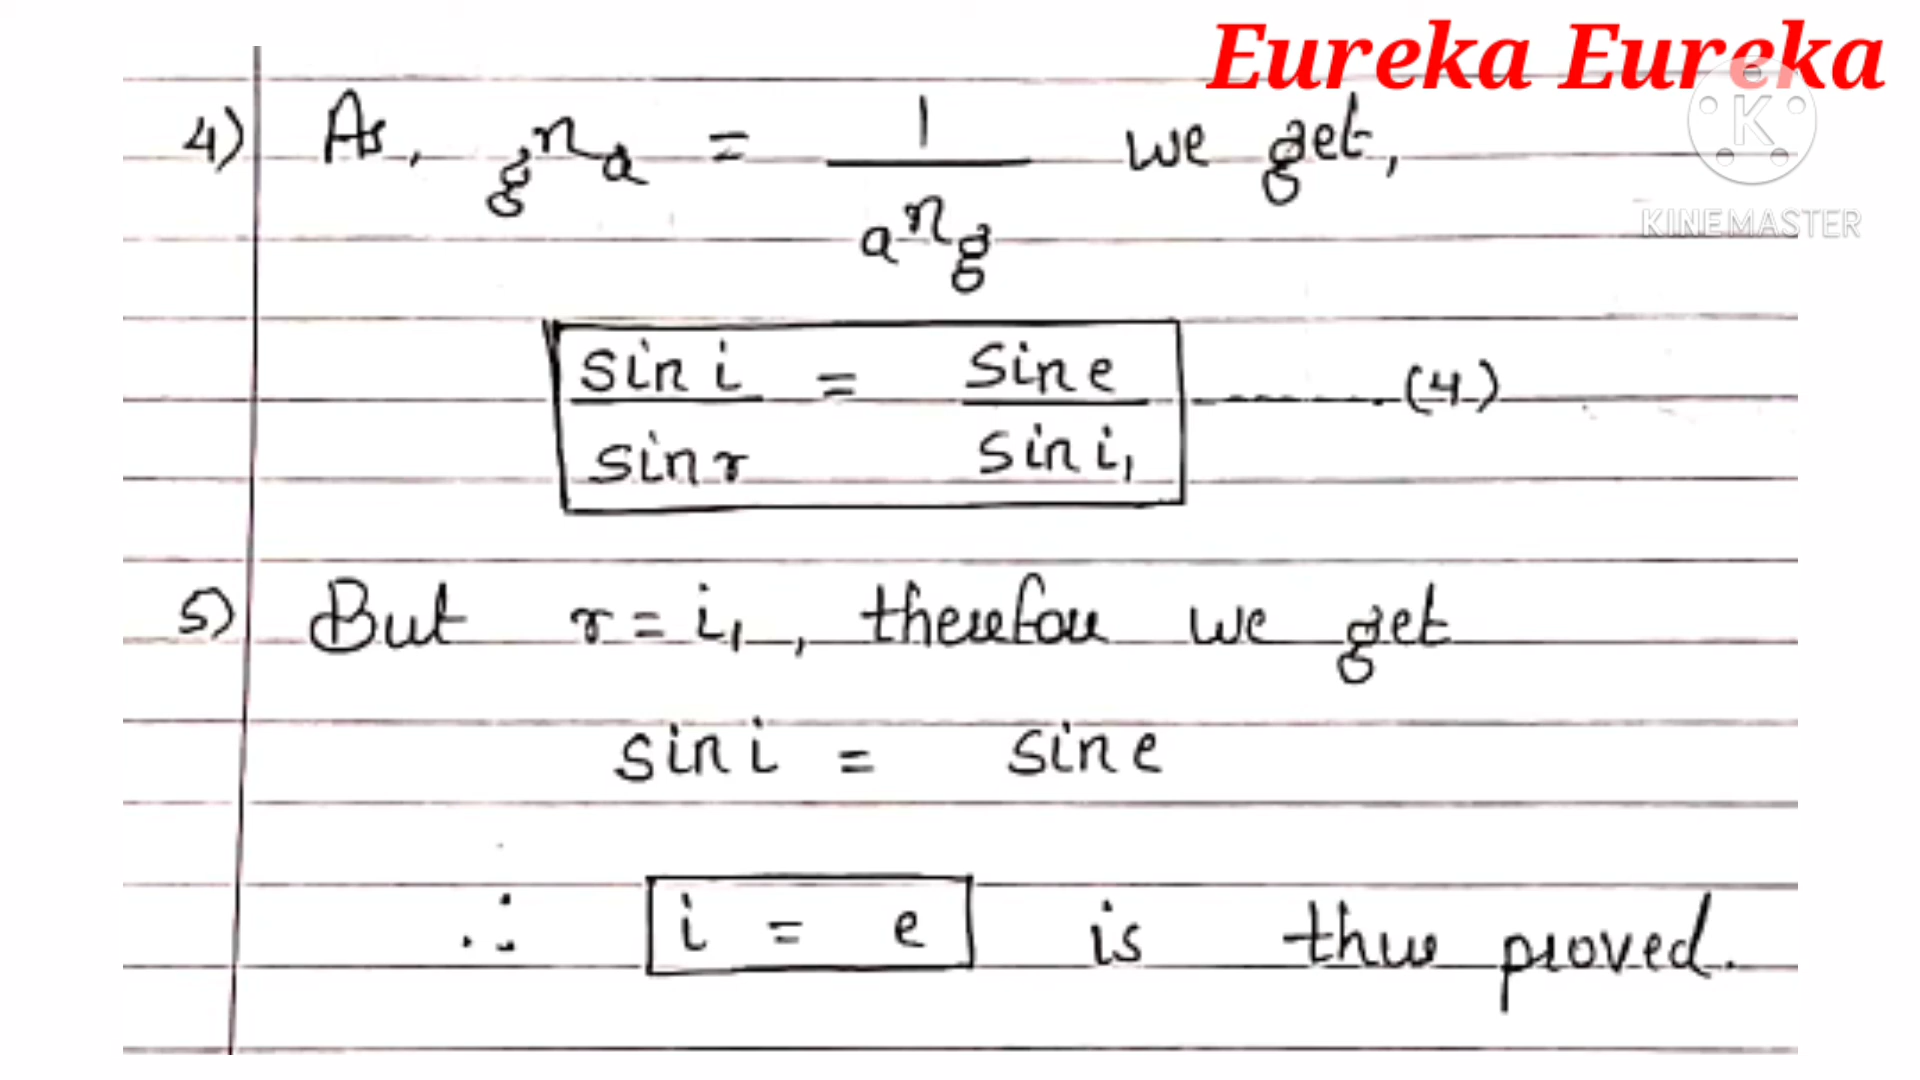 Eureka Eureka
K
KINEMASTER
4) As, gna = 1 / ang we get,
sin i / sin r = sin e / sin i₁ ........(4)
5) But r = i₁, therefore we get
sin i = sin e
∴ i = e is thus proved.